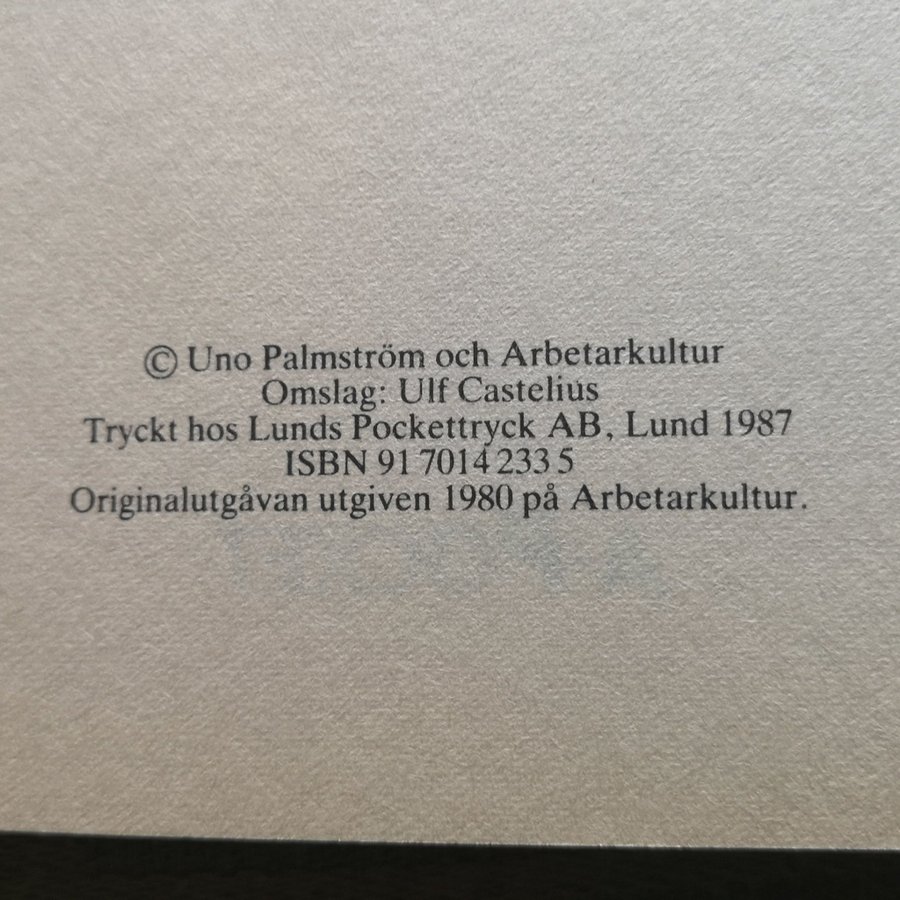 © Uno Palmström och Arbetarkultur
Omslag: Ulf Castelius
Tryckt hos Lunds Pockettryck AB, Lund 1987
ISBN 91 7014 233 5
Originalutgåvan utgiven 1980 på Arbetarkultur.